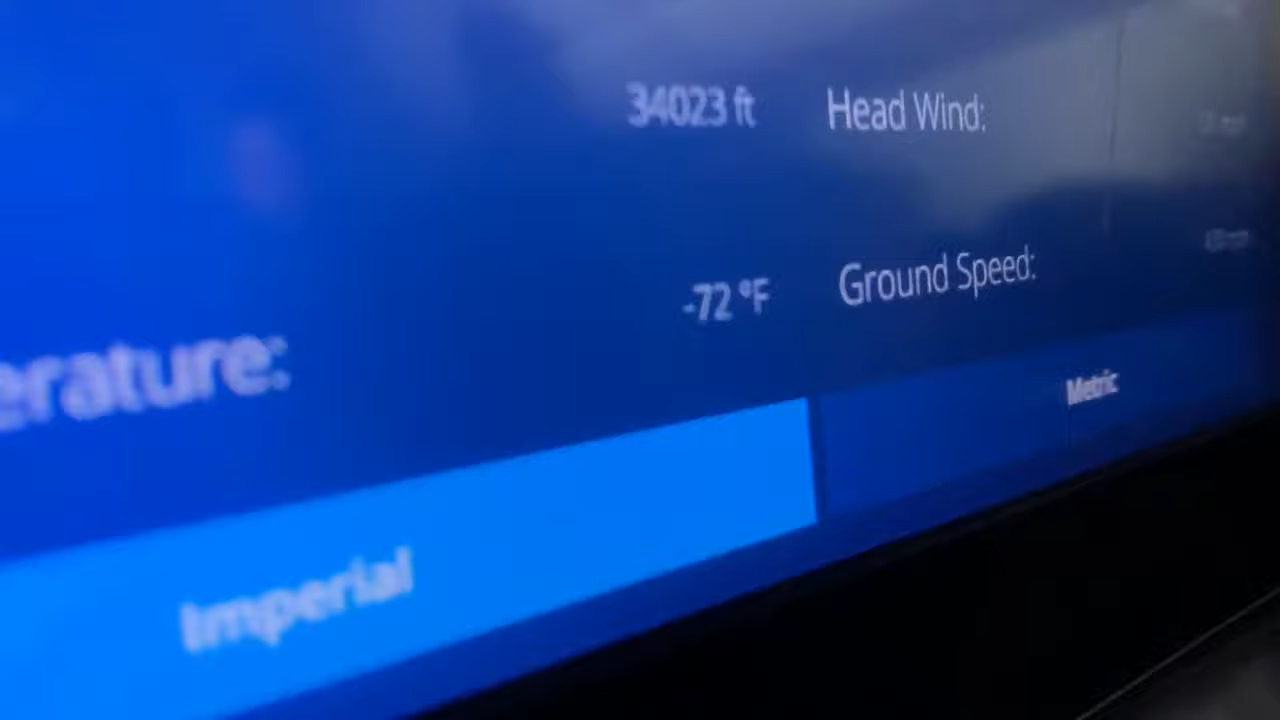 34023 ft
Head Wind:
erature:
-72 °F
Ground Speed:
Imperial
Metric